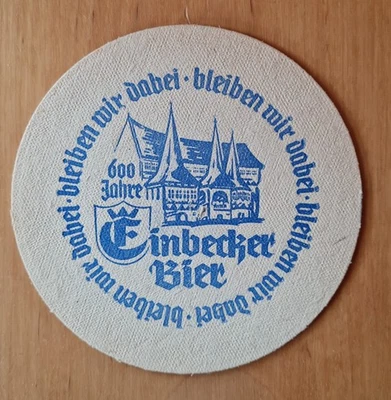 bleiben wir dabei · bleiben wir dabei · bleiben wir dabei · bleiben wir dabei ·
600
Jahre
Einbecker
Bier